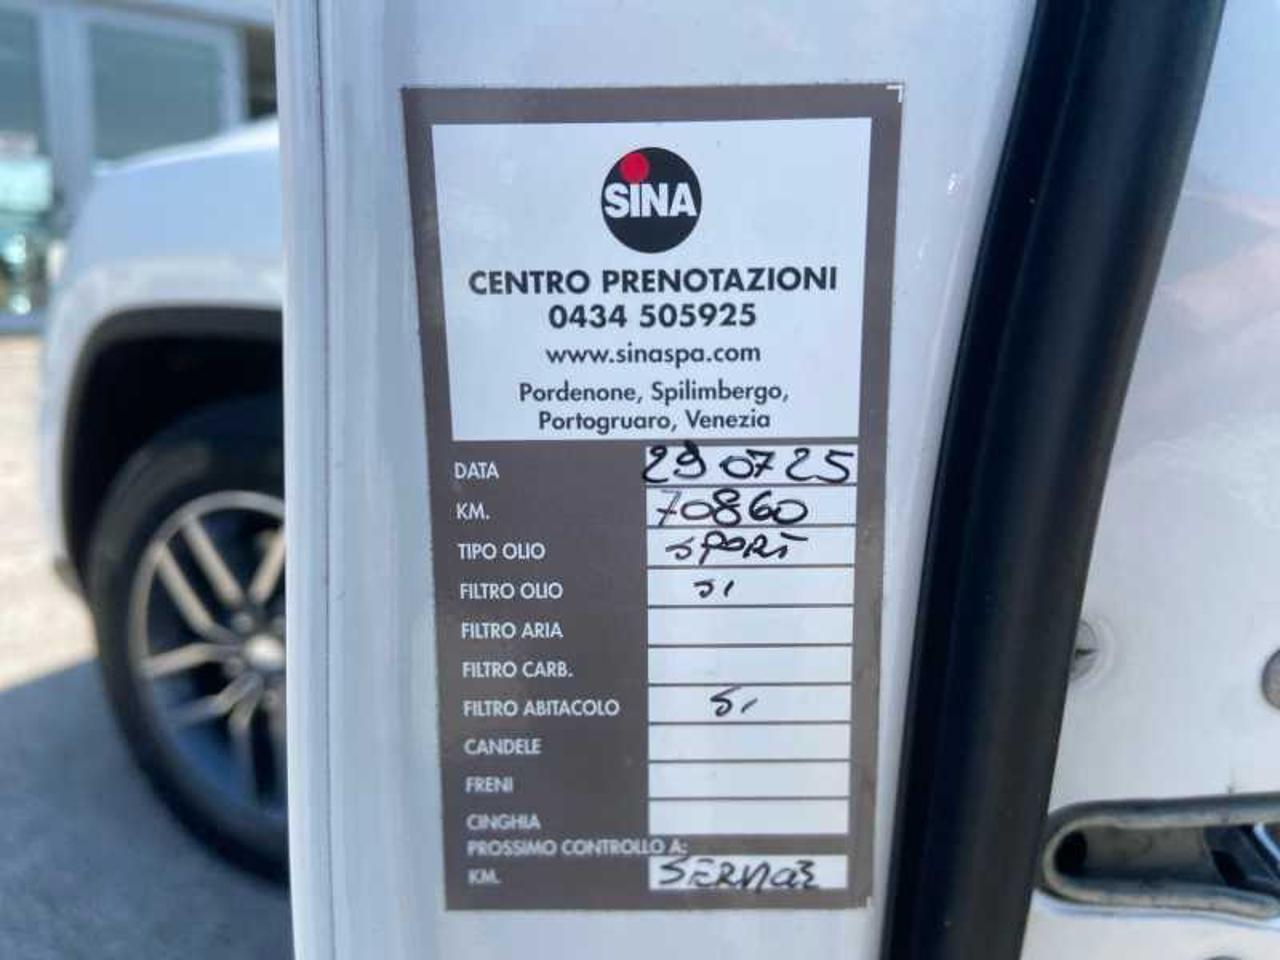 SINA
CENTRO PRENOTAZIONI
0434 505925
www.sinaspa.com
Pordenone, Spilimbergo,
Portogruaro, Venezia
DATA 29 07 25
KM. 70860
TIPO OLIO SPORT
FILTRO OLIO SI
FILTRO ARIA
FILTRO CARB.
FILTRO ABITACOLO SI
CANDELE
FRENI
CINGHIA
PROSSIMO CONTROLLO A:
KM.